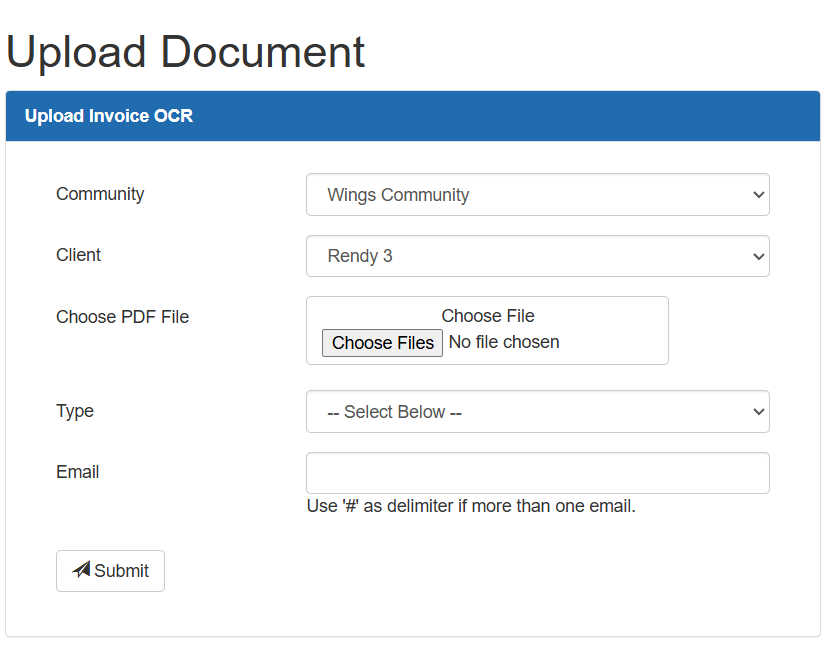 Upload Document
Upload Invoice OCR
Community
Wings Community
Client
Rendy 3
Choose PDF File
Choose File
Choose Files No file chosen
Type
-- Select Below --
Email
Use '#' as delimiter if more than one email.
Submit